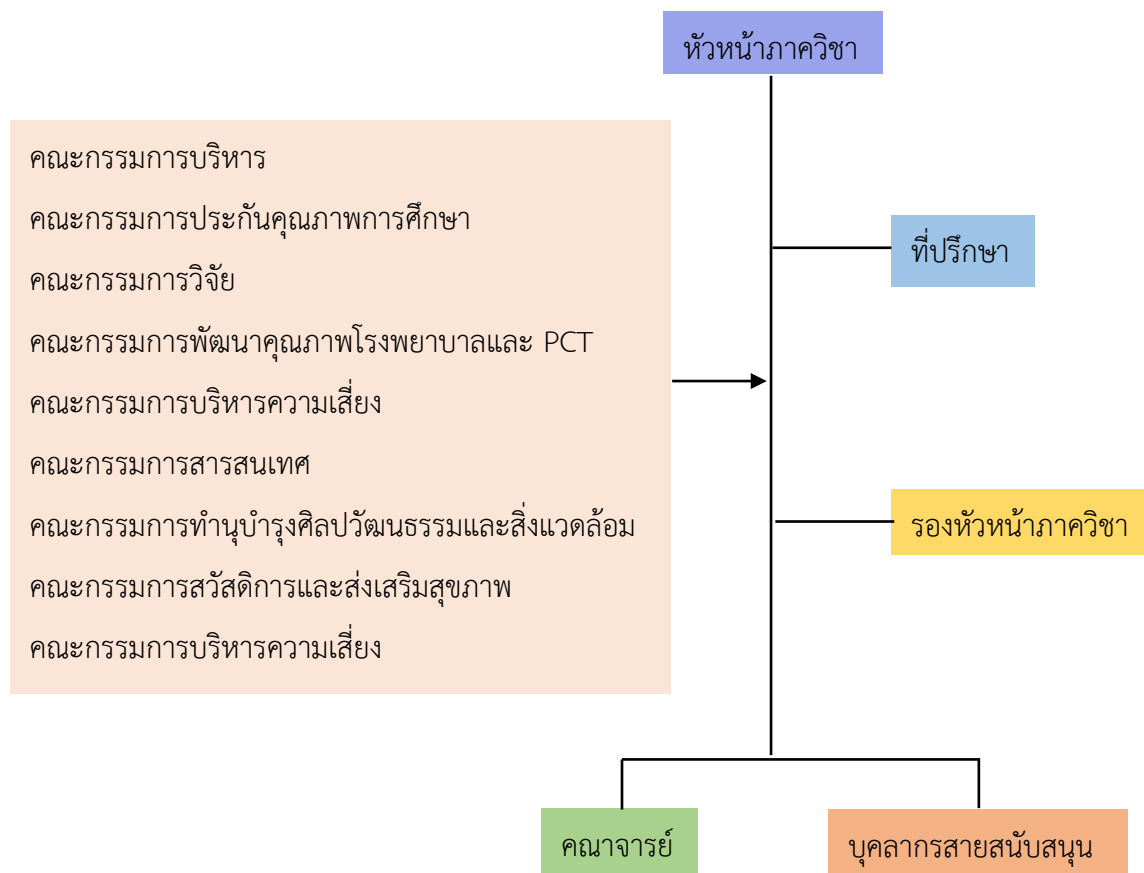 หัวหน้าภาควิชา
คณะกรรมการบริหาร
คณะกรรมการประกันคุณภาพการศึกษา
คณะกรรมการวิจัย
คณะกรรมการพัฒนาคุณภาพโรงพยาบาลและ PCT
คณะกรรมการบริหารความเสี่ยง
คณะกรรมการสารสนเทศ
คณะกรรมการทำนุบำรุงศิลปวัฒนธรรมและสิ่งแวดล้อม
คณะกรรมการสวัสดิการและส่งเสริมสุขภาพ
คณะกรรมการบริหารความเสี่ยง
ที่ปรึกษา
รองหัวหน้าภาควิชา
คณาจารย์
บุคลากรสายสนับสนุน